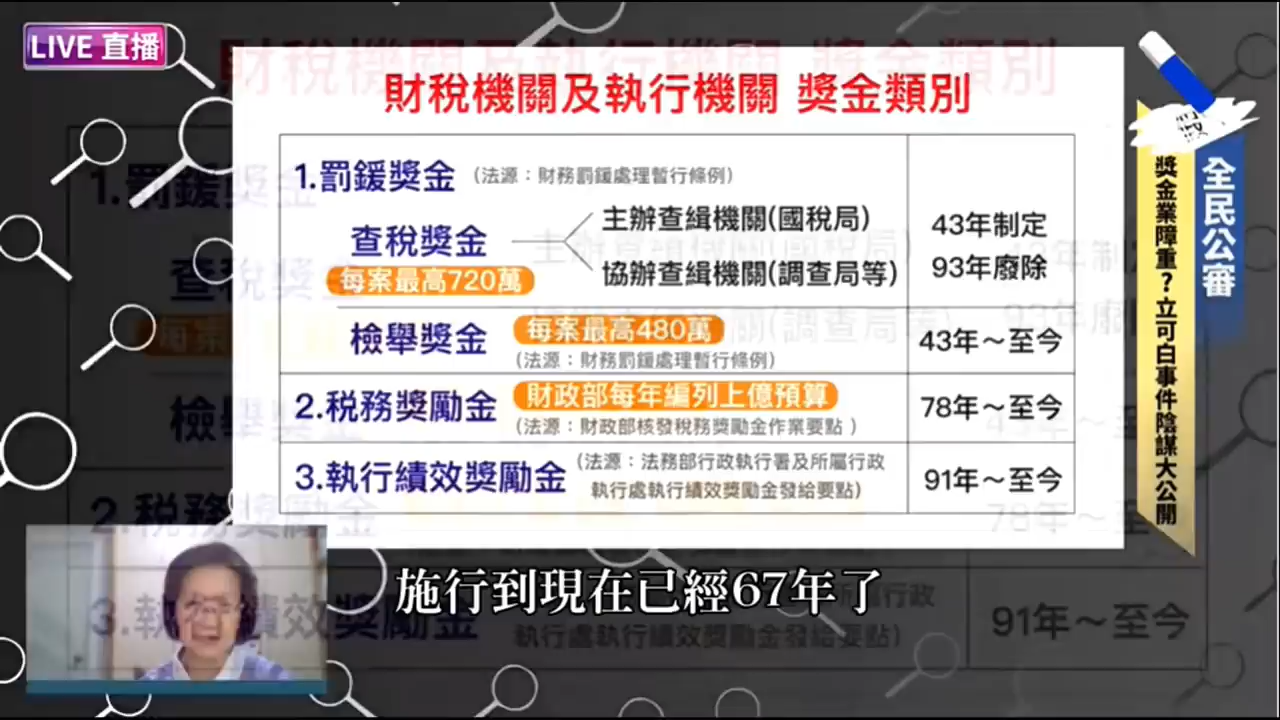 LIVE 直播
財稅機關及執行機關 獎金類別
1.罰鍰獎金 (法源：財務罰鍰處理暫行條例)
查稅獎金
每案最高720萬
主辦查緝機關(國稅局)
協辦查緝機關(調查局等)
43年制定
93年廢除
檢舉獎金 每案最高480萬
(法源：財務罰鍰處理暫行條例)
43年～至今
2.稅務獎勵金 財政部每年編列上億預算
(法源：財政部核發稅務獎勵金作業要點 )
78年～至今
3.執行績效獎勵金 (法源：法務部行政執行署及所屬行政
執行處執行績效獎勵金發給要點)
91年～至今
全民公審
獎金業障重？立可白事件陰謀大公開
施行到現在已經67年了